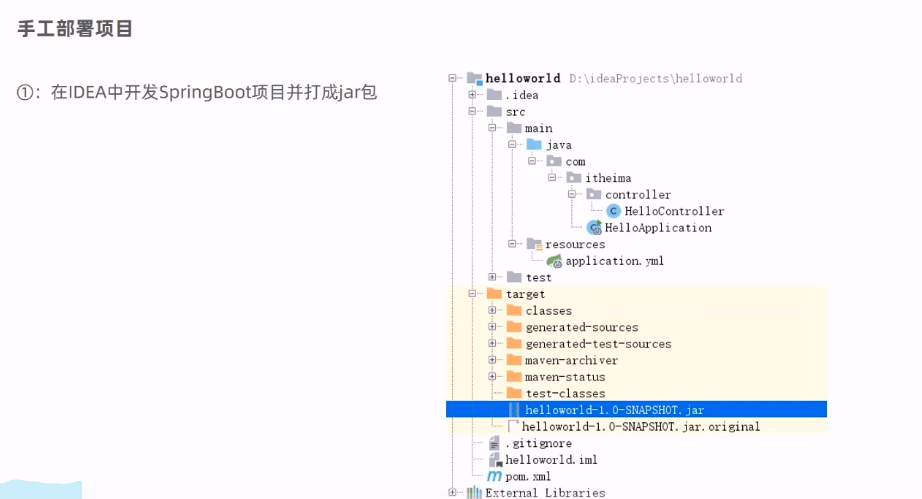 手工部署项目
①：在IDEA中开发SpringBoot项目并打成jar包
helloworld D:\ideaProjects\helloworld
.idea
src
main
java
com
itheima
controller
HelloController
HelloApplication
resources
application.yml
test
target
classes
generated-sources
generated-test-sources
maven-archiver
maven-status
test-classes
helloworld-1.0-SNAPSHOT.jar
helloworld-1.0-SNAPSHOT.jar.original
.gitignore
helloworld.iml
pom.xml
External Libraries